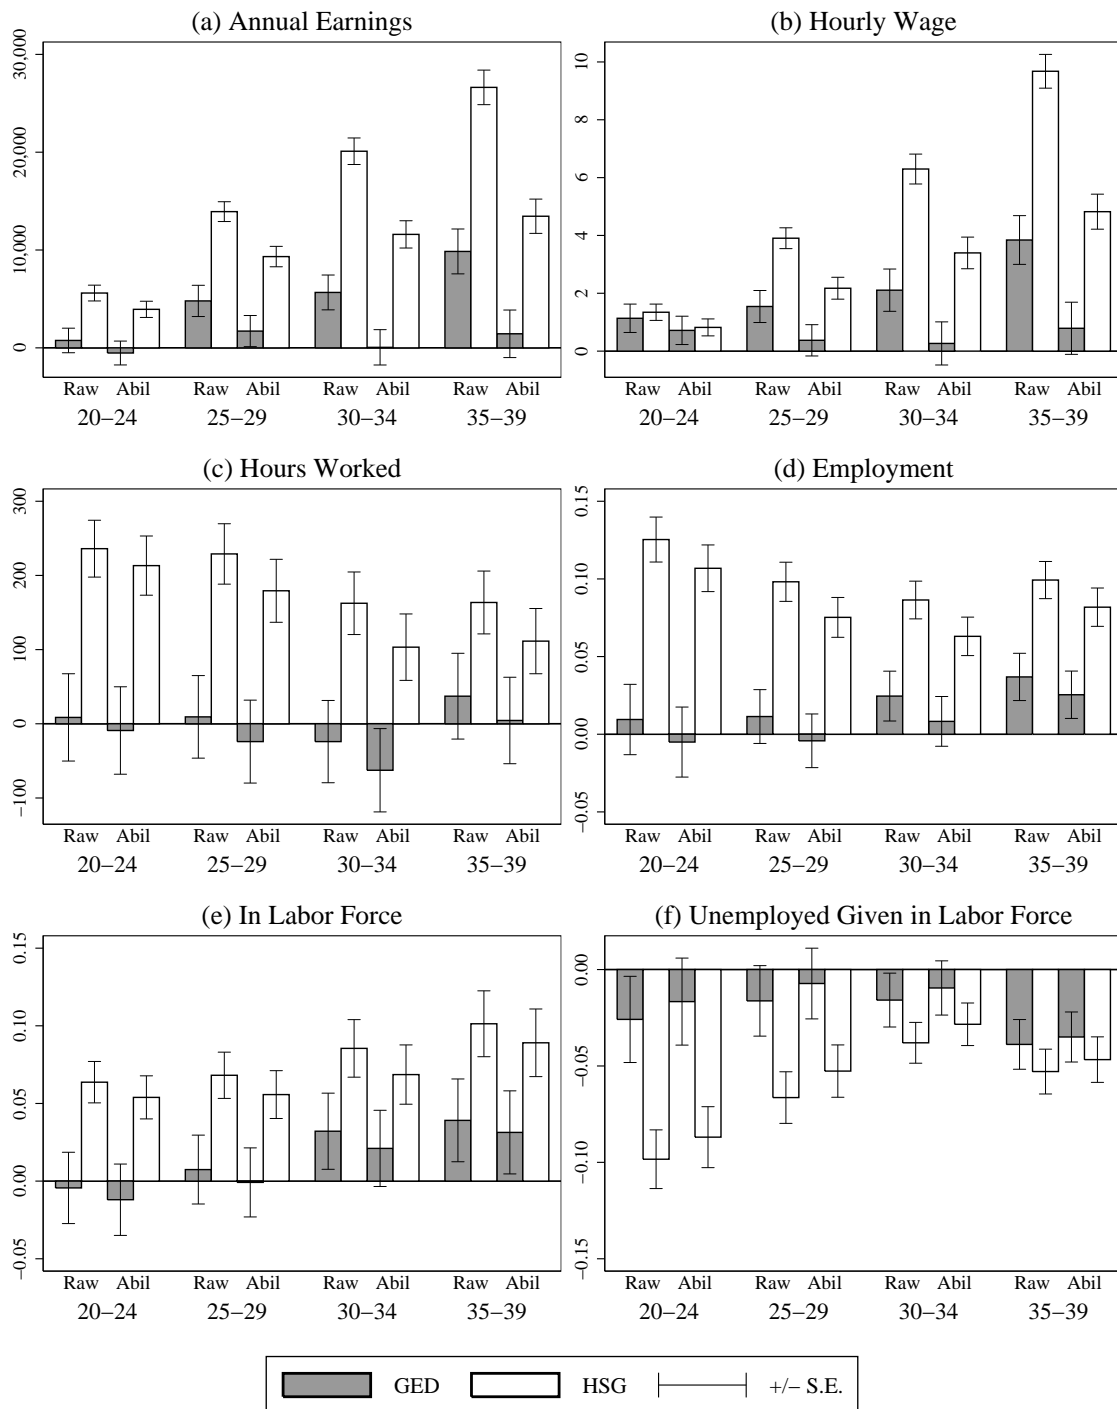 (a) Annual Earnings
30,000
20,000
10,000
0
Raw Abil Raw Abil Raw Abil Raw Abil
20−24 25−29 30−34 35−39
(b) Hourly Wage
10
8
6
4
2
0
Raw Abil Raw Abil Raw Abil Raw Abil
20−24 25−29 30−34 35−39
(c) Hours Worked
300
200
100
0
−100
Raw Abil Raw Abil Raw Abil Raw Abil
20−24 25−29 30−34 35−39
(d) Employment
0.15
0.10
0.05
0.00
−0.05
Raw Abil Raw Abil Raw Abil Raw Abil
20−24 25−29 30−34 35−39
(e) In Labor Force
0.15
0.10
0.05
0.00
−0.05
Raw Abil Raw Abil Raw Abil Raw Abil
20−24 25−29 30−34 35−39
(f) Unemployed Given in Labor Force
0.00
−0.05
−0.10
−0.15
Raw Abil Raw Abil Raw Abil Raw Abil
20−24 25−29 30−34 35−39
GED HSG +/− S.E.